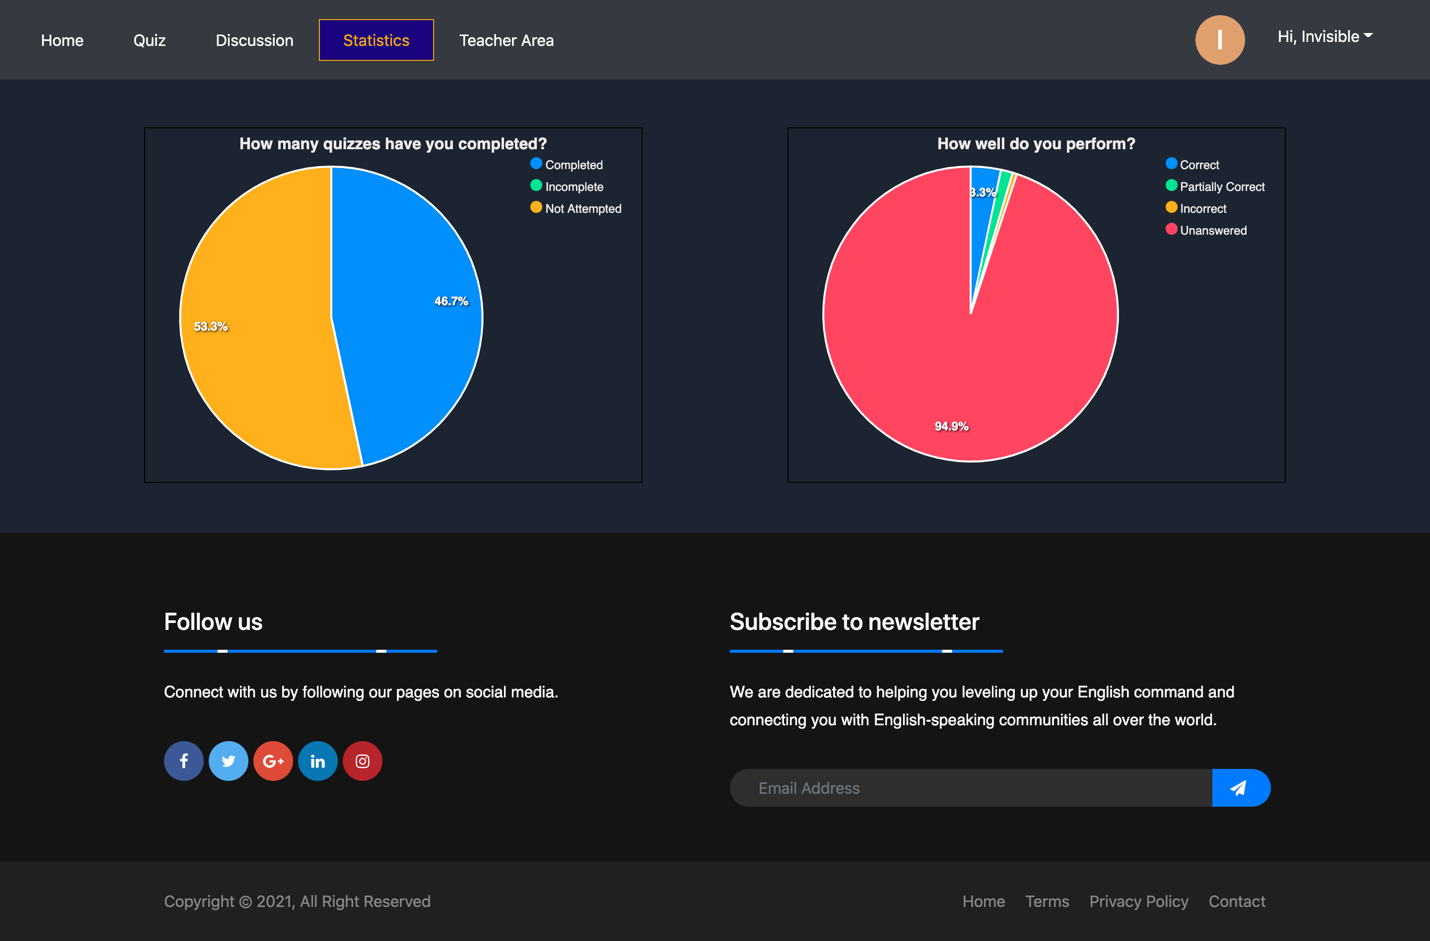 Home Quiz Discussion Statistics Teacher Area
I
Hi, Invisible
How many quizzes have you completed?
Completed
Incomplete
Not Attempted
46.7%
53.3%
How well do you perform?
Correct
Partially Correct
Incorrect
Unanswered
3.3%
94.9%
Follow us
Connect with us by following our pages on social media.
f G+ in
Subscribe to newsletter
We are dedicated to helping you leveling up your English command and
connecting you with English-speaking communities all over the world.
Email Address
Copyright © 2021, All Right Reserved
Home Terms Privacy Policy Contact